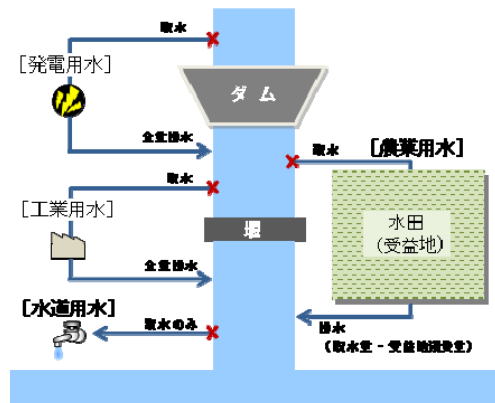 取水
[発電用水]
ダム
全量排水
取水
[農業用水]
取水
[工業用水]
水田
(受益地)
堰
全量排水
[水道用水]
取水のみ
排水
(取水量－受益地消費量)